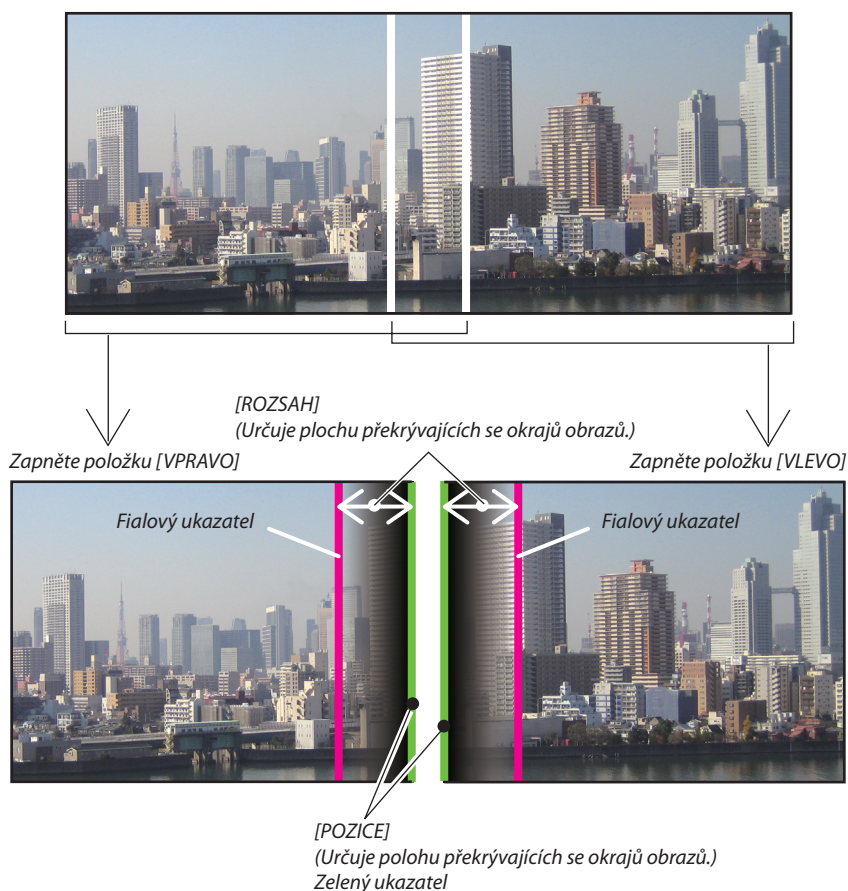 [ROZSAH]
(Určuje plochu překrývajících se okrajů obrazů.)
Zapněte položku [VPRAVO]
Zapněte položku [VLEVO]
Fialový ukazatel
Fialový ukazatel
[POZICE]
(Určuje polohu překrývajících se okrajů obrazů.)
Zelený ukazatel